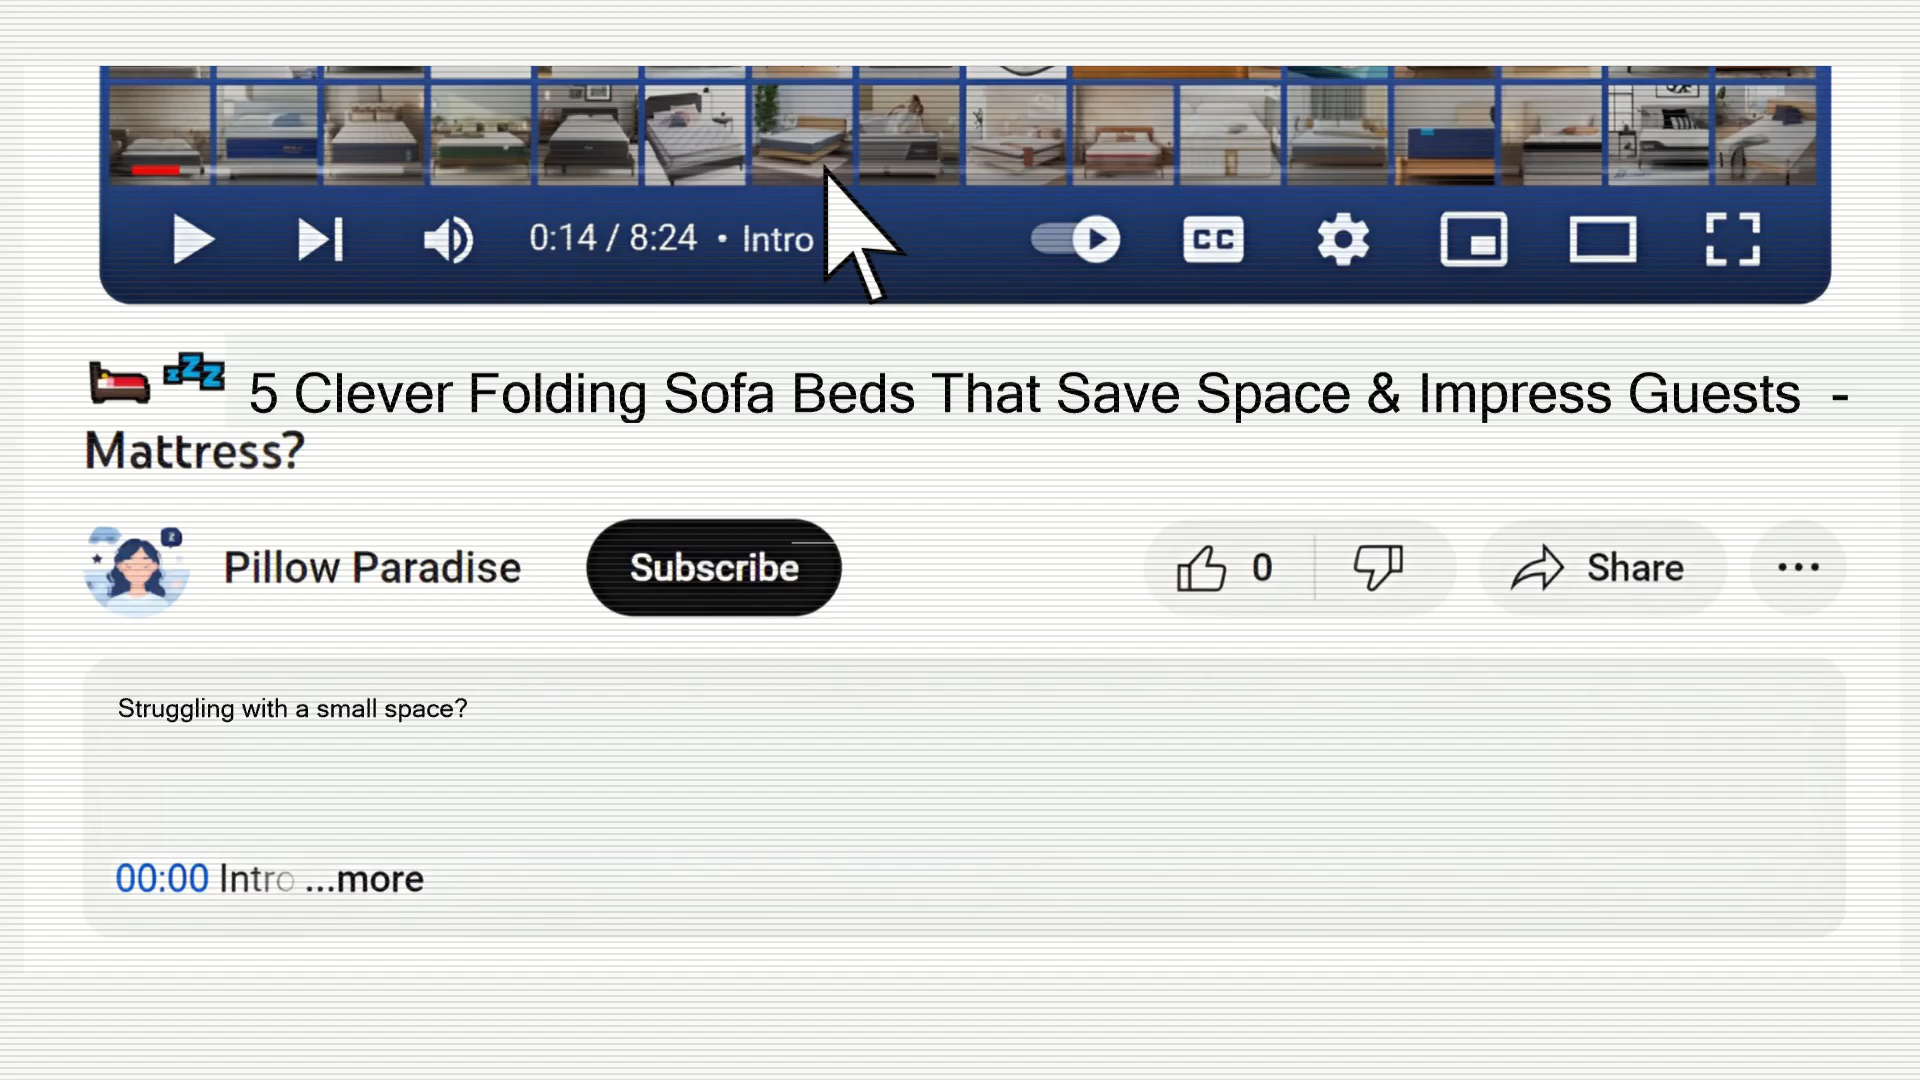 0:14 / 8:24 • Intro
CC
🛏️💤 5 Clever Folding Sofa Beds That Save Space & Impress Guests -
Mattress?
Pillow Paradise
Subscribe
0
Share
Struggling with a small space?
00:00 Intro ...more